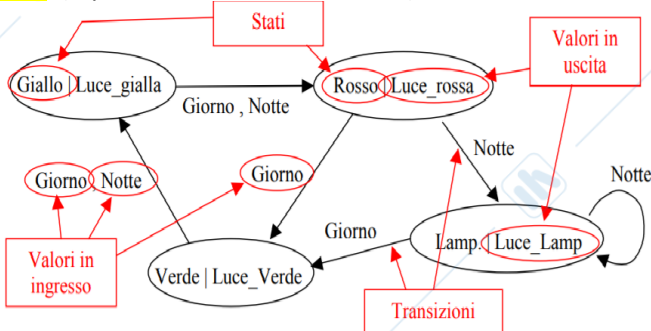 Stati
Valori in
uscita
Giallo | Luce_gialla
Rosso | Luce_rossa
Giorno , Notte
Notte
Giorno , Notte
Giorno
Notte
Giorno
Lamp. | Luce_Lamp
Valori in
ingresso
Verde | Luce_Verde
Transizioni